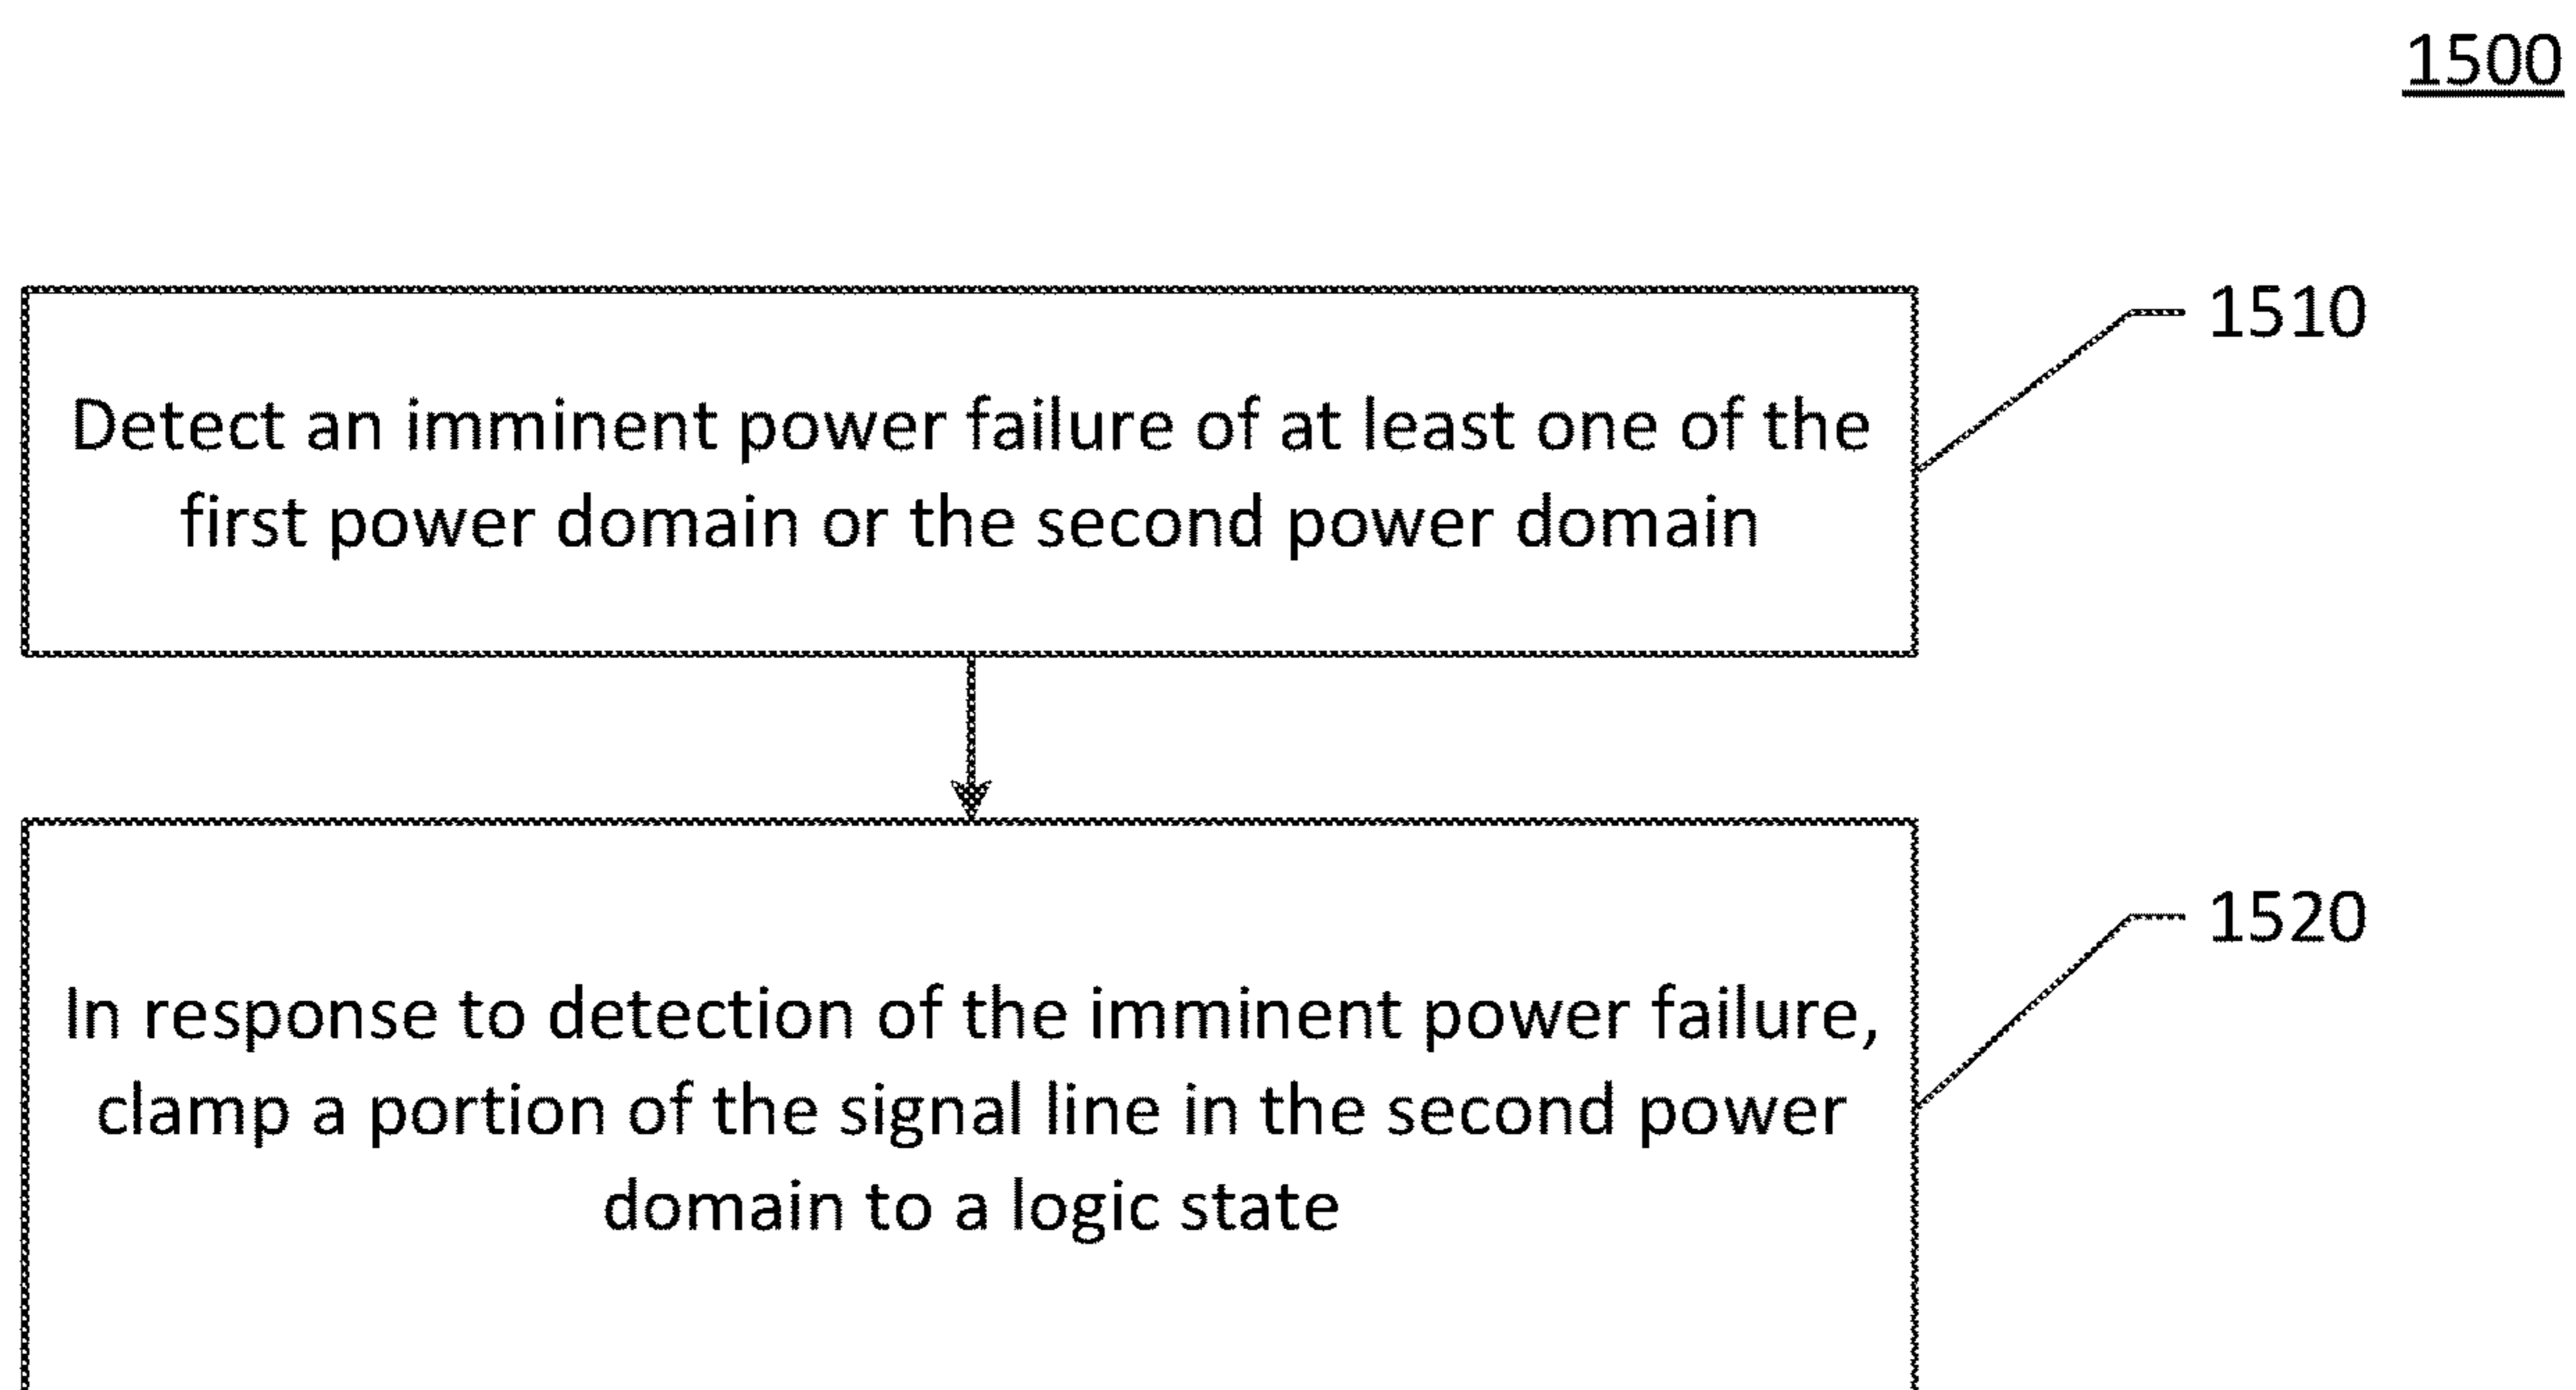 1500
Detect an imminent power failure of at least one of the
first power domain or the second power domain
1510
In response to detection of the imminent power failure,
clamp a portion of the signal line in the second power
domain to a logic state
1520